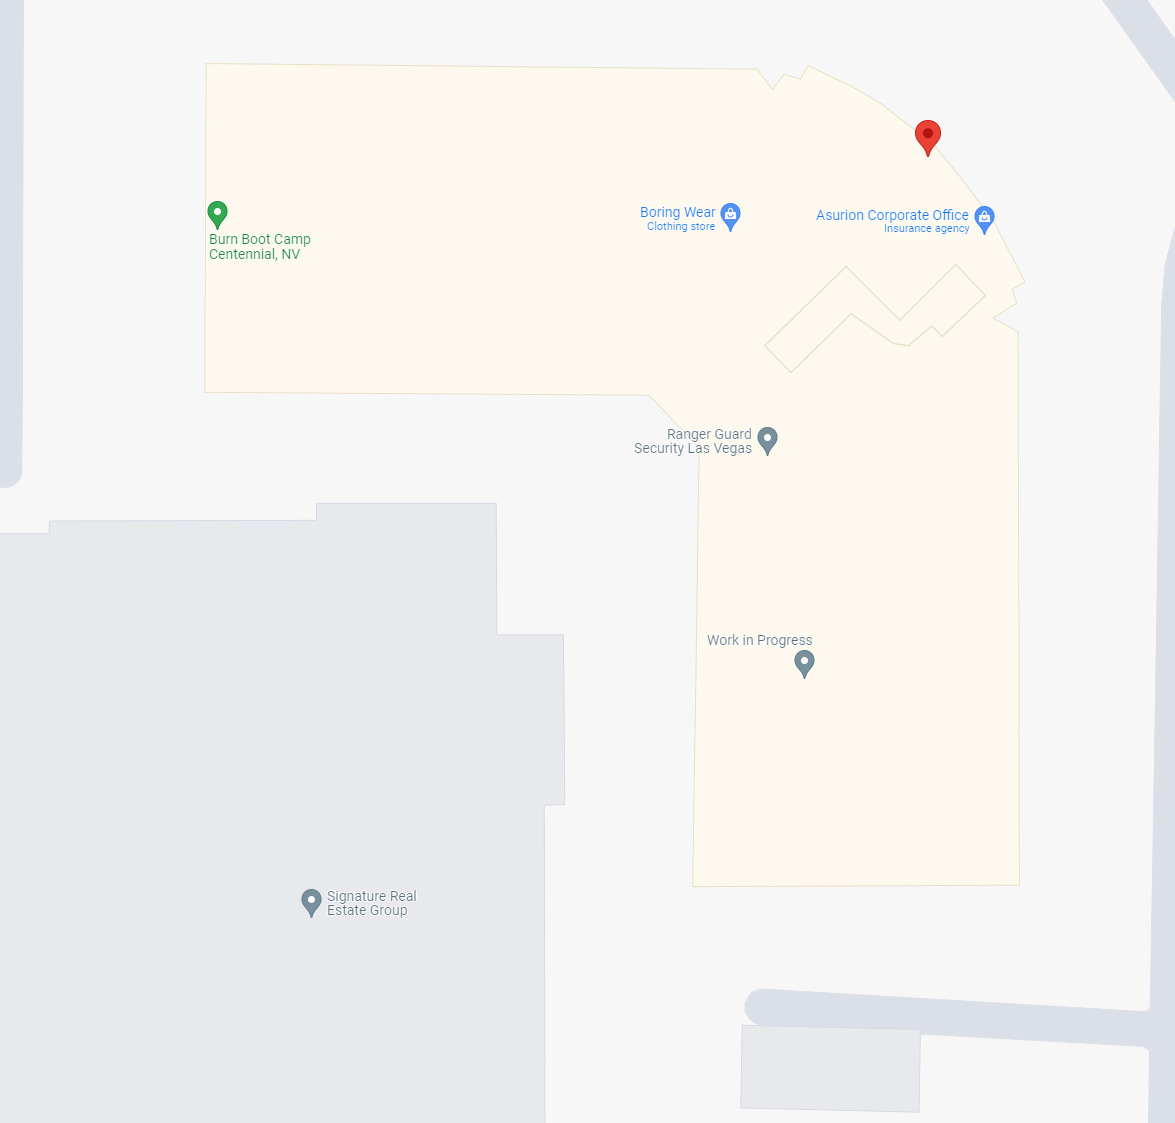 Boring Wear
Clothing store
Asurion Corporate Office
Insurance agency
Burn Boot Camp
Centennial, NV
Ranger Guard
Security Las Vegas
Work in Progress
Signature Real
Estate Group